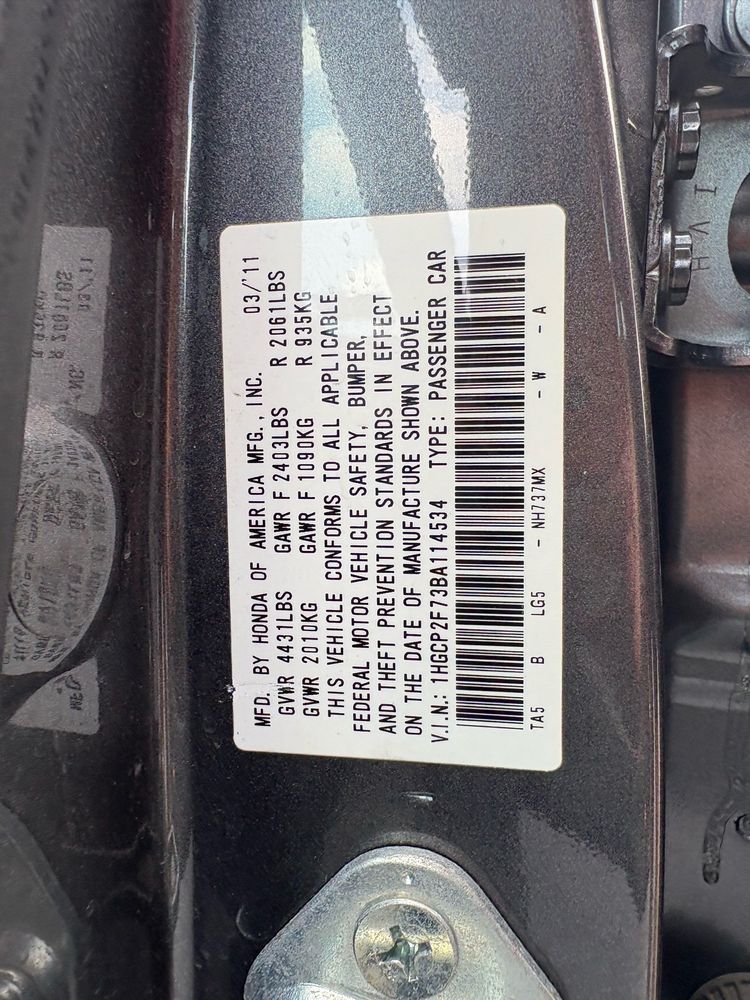 MFD. BY HONDA OF AMERICA MFG., INC. 03/'11
GVWR 4431LBS GAWR F 2403LBS R 2061LBS
GVWR 2010KG GAWR F 1090KG R 935KG
THIS VEHICLE CONFORMS TO ALL APPLICABLE
FEDERAL MOTOR VEHICLE SAFETY, BUMPER,
AND THEFT PREVENTION STANDARDS IN EFFECT
ON THE DATE OF MANUFACTURE SHOWN ABOVE.
V.I.N.: 1HGCP2F73BA114534 TYPE: PASSENGER CAR
TA5 B LG5 - NH737MX - W - A